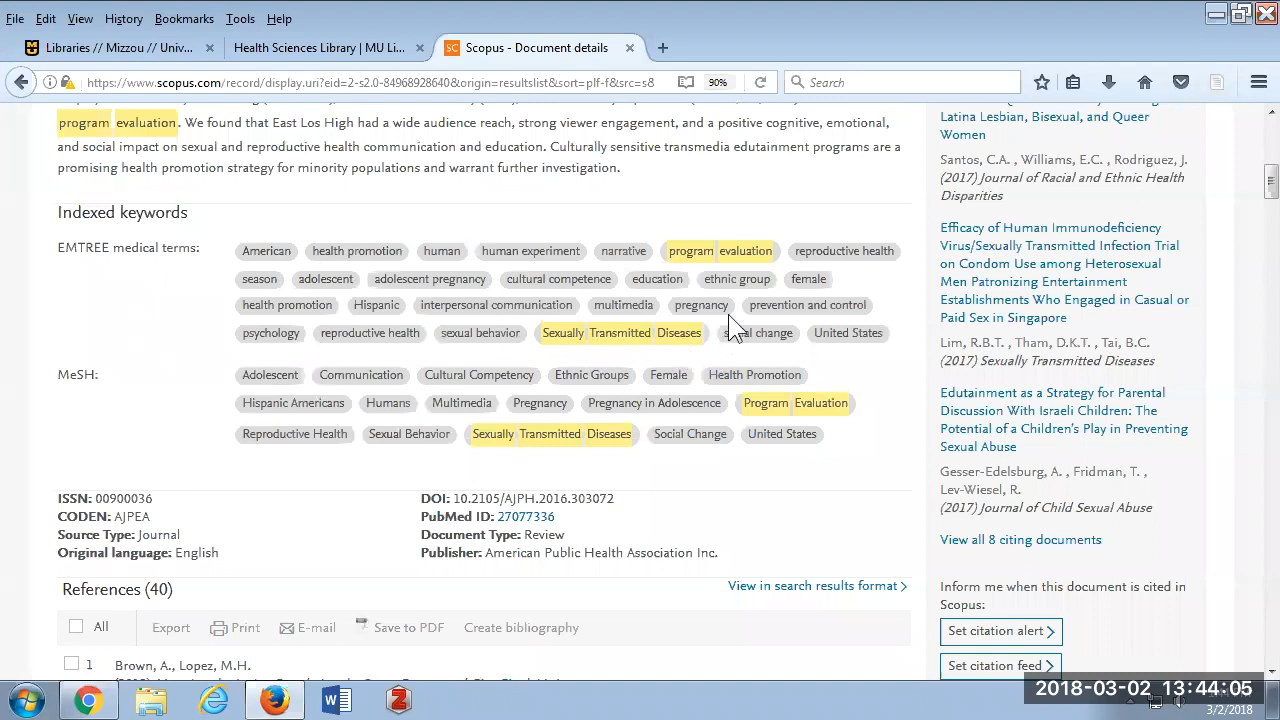 File Edit View History Bookmarks Tools Help
Libraries // Mizzou // Univ... × Health Sciences Library | MU Li... × SC Scopus - Document details ×
https://www.scopus.com/record/display.uri?eid=2-s2.0-84968928640&origin=resultslist&sort=plf-f&src=s8 90% Search
program evaluation. We found that East Los High had a wide audience reach, strong viewer engagement, and a positive cognitive, emotional,
and social impact on sexual and reproductive health communication and education. Culturally sensitive transmedia edutainment programs are a
promising health promotion strategy for minority populations and warrant further investigation.
Indexed keywords
EMTREE medical terms: American health promotion human human experiment narrative program evaluation reproductive health
season adolescent adolescent pregnancy cultural competence education ethnic group female
health promotion Hispanic interpersonal communication multimedia pregnancy prevention and control
psychology reproductive health sexual behavior Sexually Transmitted Diseases change United States
MeSH: Adolescent Communication Cultural Competency Ethnic Groups Female Health Promotion
Hispanic Americans Humans Multimedia Pregnancy Pregnancy in Adolescence Program Evaluation
Reproductive Health Sexual Behavior Sexually Transmitted Diseases Social Change United States
ISSN: 00900036
CODEN: AJPEA
Source Type: Journal
Original language: English
DOI: 10.2105/AJPH.2016.303072
PubMed ID: 27077336
Document Type: Review
Publisher: American Public Health Association Inc.
References (40)
View in search results format >
All Export Print E-mail Save to PDF Create bibliography
1 Brown, A., Lopez, M.H.
Latina Lesbian, Bisexual, and Queer
Women
Santos, C.A. , Williams, E.C. , Rodriguez, J.
(2017) Journal of Racial and Ethnic Health
Disparities
Efficacy of Human Immunodeficiency
Virus/Sexually Transmitted Infection Trial
on Condom Use among Heterosexual
Men Patronizing Entertainment
Establishments Who Engaged in Casual or
Paid Sex in Singapore
Lim, R.B.T. , Tham, D.K.T. , Tai, B.C.
(2017) Sexually Transmitted Diseases
Edutainment as a Strategy for Parental
Discussion With Israeli Children: The
Potential of a Children's Play in Preventing
Sexual Abuse
Gesser-Edelsburg, A. , Fridman, T. ,
Lev-Wiesel, R.
(2017) Journal of Child Sexual Abuse
View all 8 citing documents
Inform me when this document is cited in
Scopus:
Set citation alert >
Set citation feed >
2018-03-02 13:44:05
3/2/2018